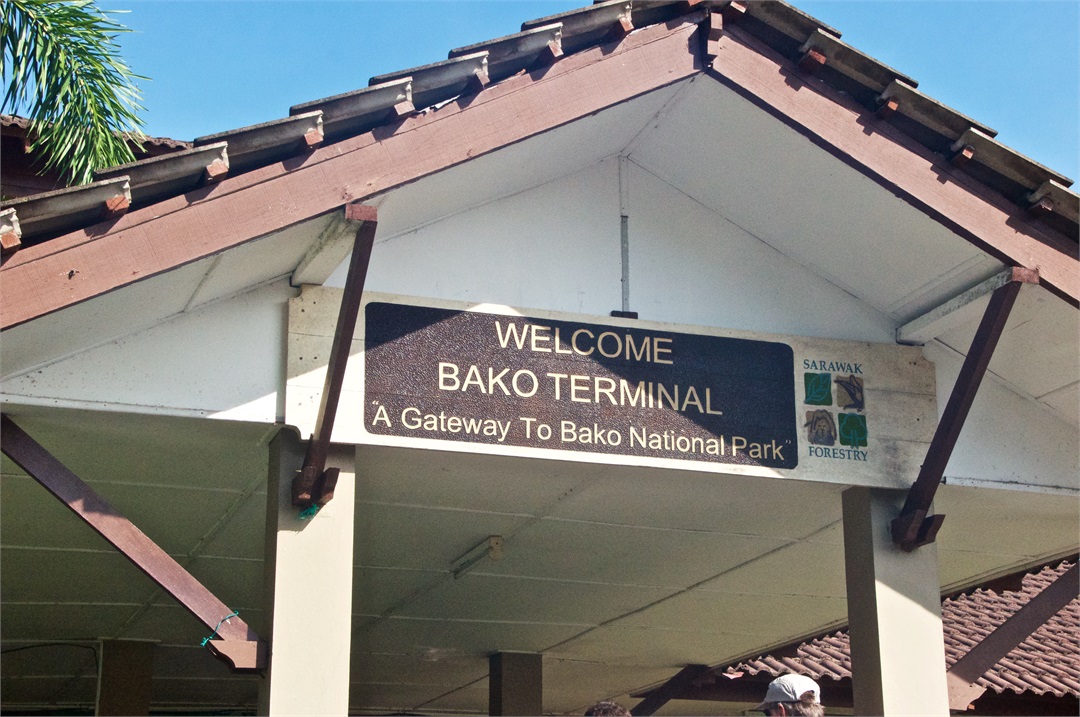 WELCOME
BAKO TERMINAL
"A Gateway To Bako National Park"
SARAWAK
FORESTRY